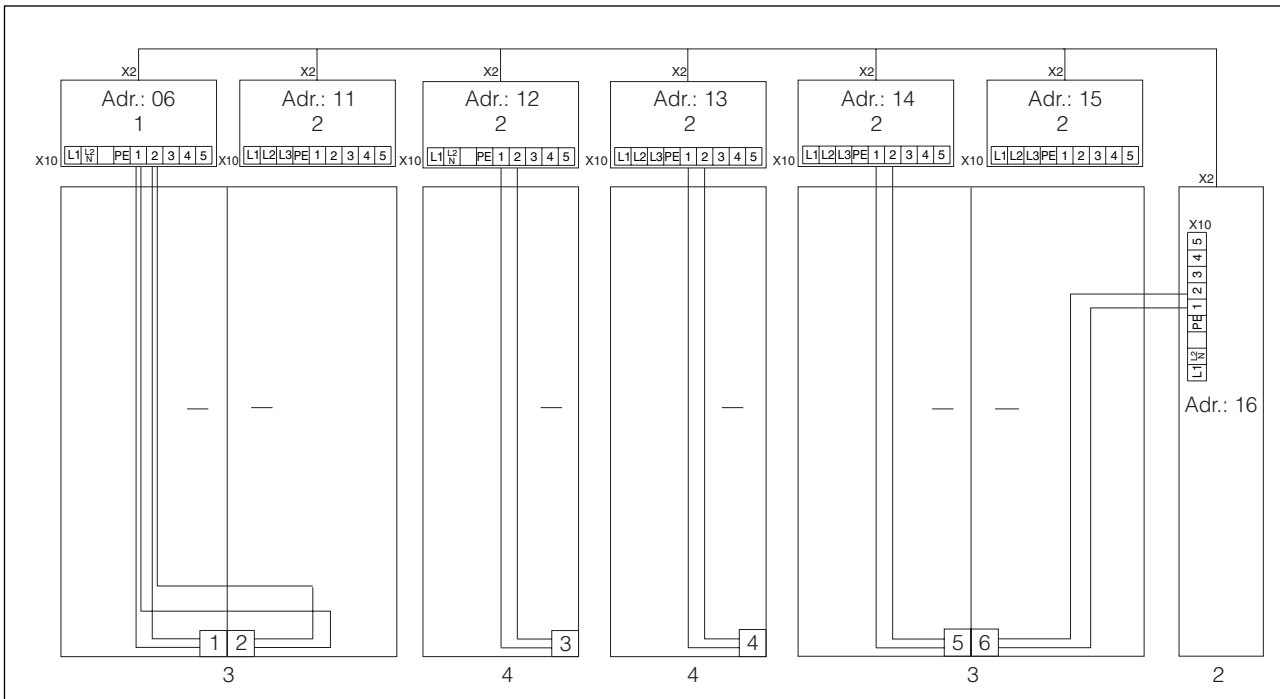 X2 X2 X2 X2 X2 X2
Adr.: 06 Adr.: 11 Adr.: 12 Adr.: 13 Adr.: 14 Adr.: 15
1 2 2 2 2 2
X10 L1 L2 N PE 1 2 3 4 5
X10 L1 L2 L3 PE 1 2 3 4 5
X10 L1 L2 N PE 1 2 3 4 5
X10 L1 L2 L3 PE 1 2 3 4 5
X10 L1 L2 L3 PE 1 2 3 4 5
X10 L1 L2 L3 PE 1 2 3 4 5
X2
X10
L1 L2 N PE 1 2 3 4 5
Adr.: 16
1 2 3 4 5 6
3 4 4 3 2